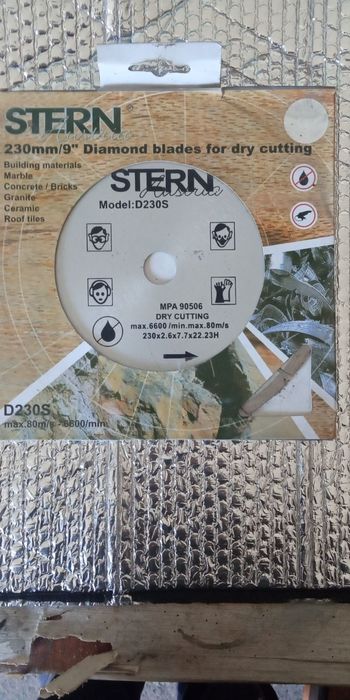 STERN
Austria
230mm/9" Diamond blades for dry cutting
Building materials
Marble
Concrete / Bricks
Granite
Ceramic
Roof tiles
STERN
Austria
Model:D230S
MPA 90506
DRY CUTTING
max.6600 /min.max.80m/s
230x2.6x7.7x22.23H
D230S
max.80m/s - 6600/min